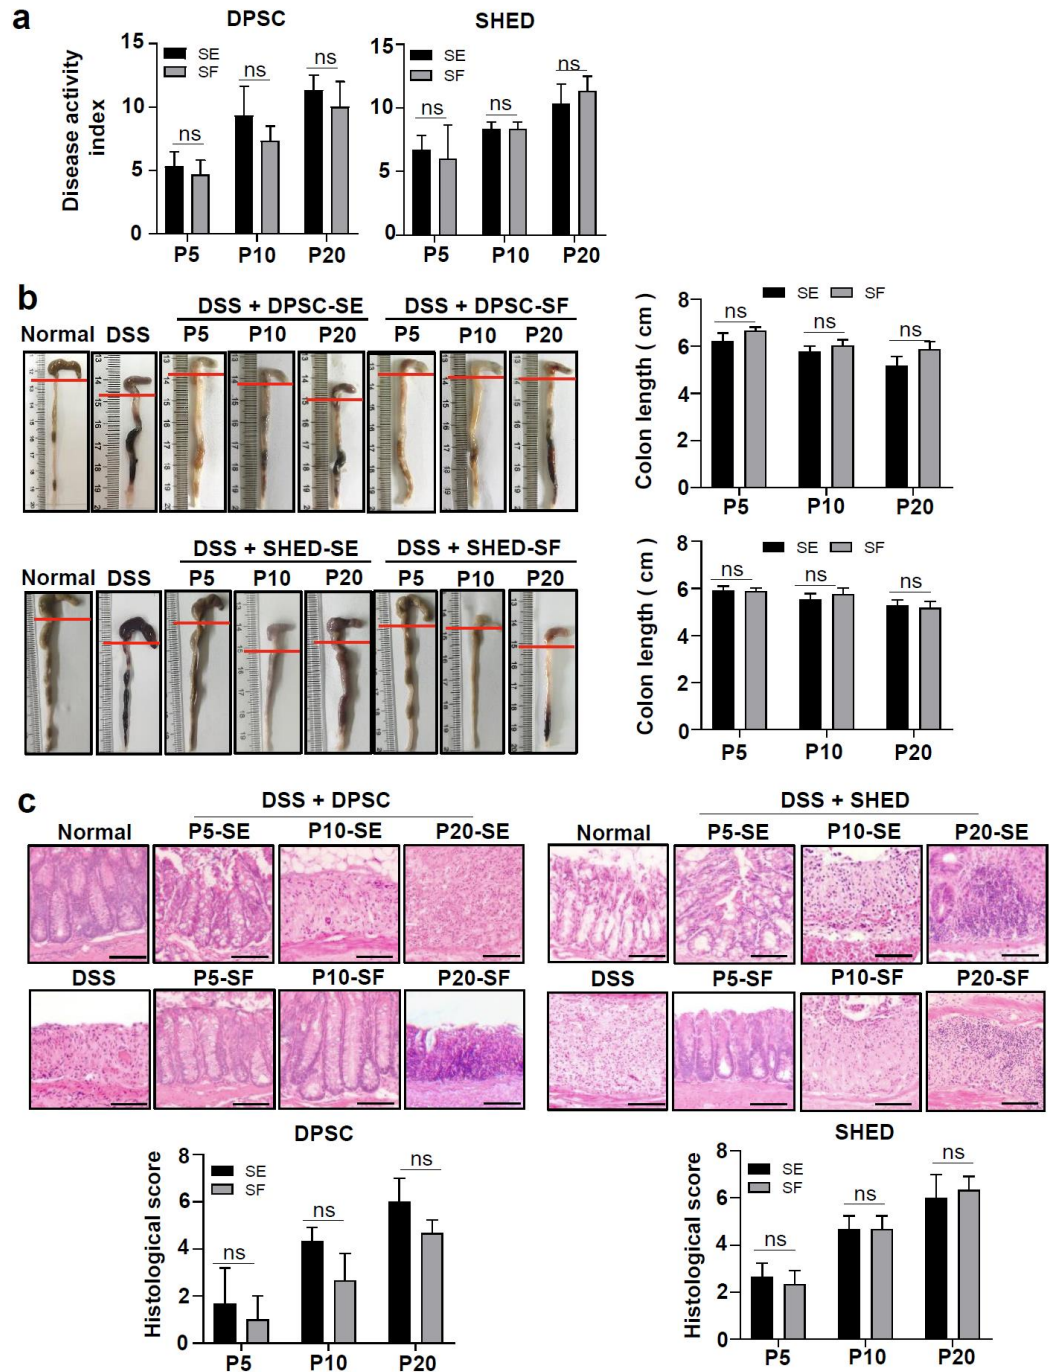 a
DPSC
SHED
Disease activity
index
15
10
5
0
SE
SF
ns
ns
ns
P5 P10 P20
15
10
5
0
SE
SF
ns
ns
ns
P5 P10 P20
b
DSS + DPSC-SE DSS + DPSC-SF
Normal DSS P5 P10 P20 P5 P10 P20
Colon length ( cm )
8
6
4
2
0
SE SF
ns
ns
ns
P5 P10 P20
DSS + SHED-SE DSS + SHED-SF
Normal DSS P5 P10 P20 P5 P10 P20
Colon length ( cm )
8
6
4
2
0
SE SF
ns
ns
ns
P5 P10 P20
c
DSS + DPSC
Normal P5-SE P10-SE P20-SE
DSS P5-SF P10-SF P20-SF
DSS + SHED
Normal P5-SE P10-SE P20-SE
DSS P5-SF P10-SF P20-SF
DPSC
Histological score
8
6
4
2
0
SE
SF
ns
ns
ns
P5 P10 P20
SHED
Histological score
8
6
4
2
0
SE
SF
ns
ns
ns
P5 P10 P20